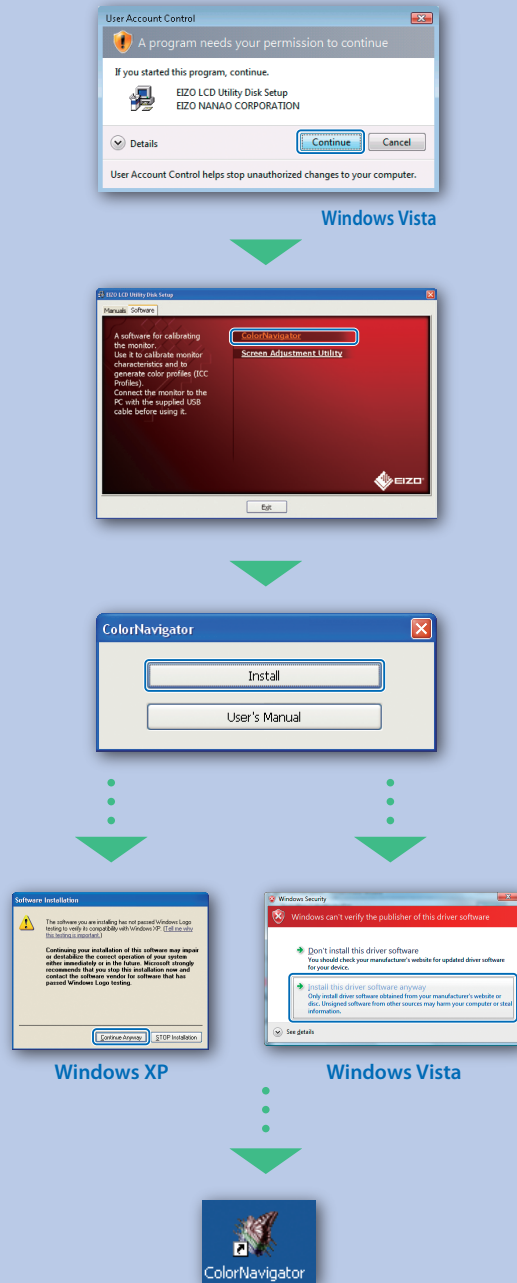 User Account Control
A program needs your permission to continue
If you started this program, continue.
EIZO LCD Utility Disk Setup
EIZO NANAO CORPORATION
Details
Continue
Cancel
User Account Control helps stop unauthorized changes to your computer.
Windows Vista
EIZO LCD Utility Disk Setup
Manuals
Software
A software for calibrating
the monitor.
Use it to calibrate monitor
characteristics and to
generate color profiles (ICC
Profiles).
Connect the monitor to the
PC with the supplied USB
cable before using it.
ColorNavigator
Screen Adjustment Utility
EIZO
Exit
ColorNavigator
Install
User's Manual
Software Installation
The software you are installing has not passed Windows Logo
testing to verify its compatibility with Windows XP. (Tell me why
this testing is important.)
Continuing your installation of this software may impair
or destabilize the correct operation of your system
either immediately or in the future. Microsoft strongly
recommends that you stop this installation now and
contact the software vendor for software that has
passed Windows Logo testing.
Continue Anyway
STOP Installation
Windows XP
Windows Security
Windows can't verify the publisher of this driver software
Don't install this driver software
You should check your manufacturer's website for updated driver software
for your device.
Install this driver software anyway
Only install driver software obtained from your manufacturer's website or
disc. Unsigned software from other sources may harm your computer or steal
information.
See details
Windows Vista
ColorNavigator